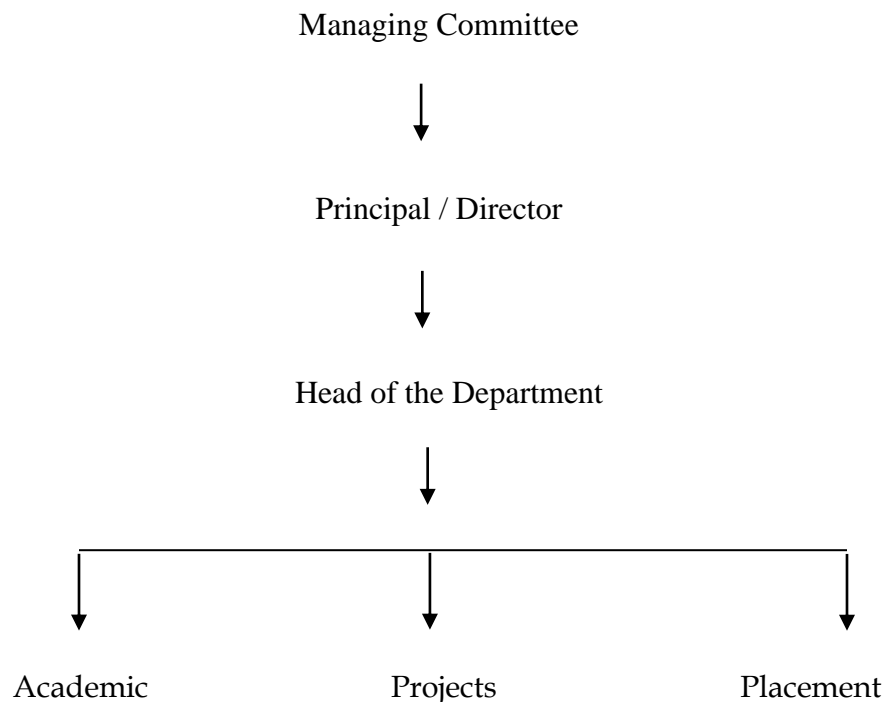 Managing Committee
Principal / Director
Head of the Department
Academic Projects Placement